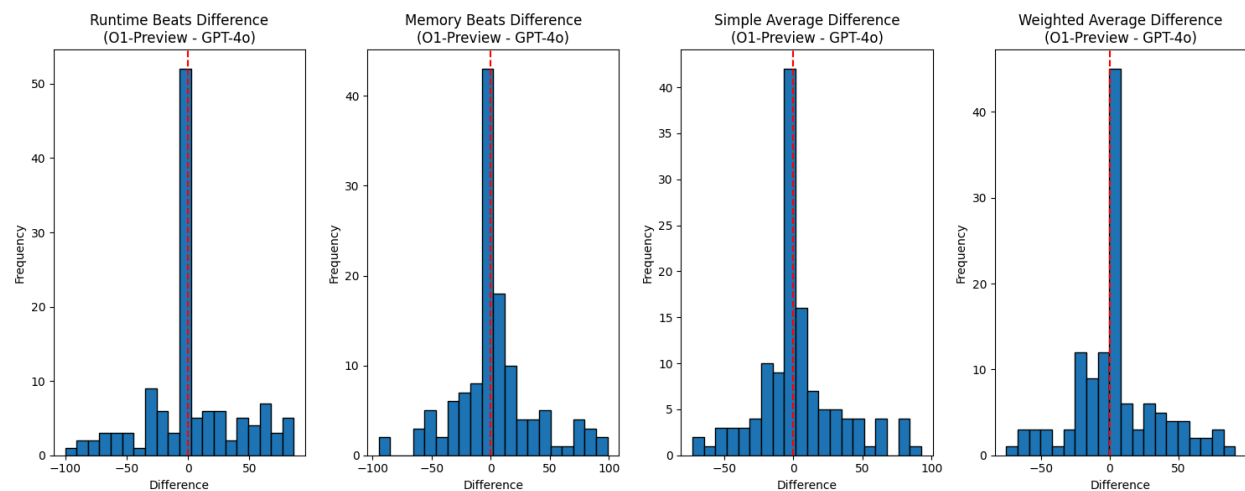 Runtime Beats Difference
(O1-Preview - GPT-4o)
Frequency
50
40
30
20
10
0
−100
−50
0
50
Difference
Memory Beats Difference
(O1-Preview - GPT-4o)
Frequency
40
30
20
10
0
−100
−50
0
50
100
Difference
Simple Average Difference
(O1-Preview - GPT-4o)
Frequency
40
35
30
25
20
15
10
5
0
−50
0
50
100
Difference
Weighted Average Difference
(O1-Preview - GPT-4o)
Frequency
40
30
20
10
0
−50
0
50
Difference